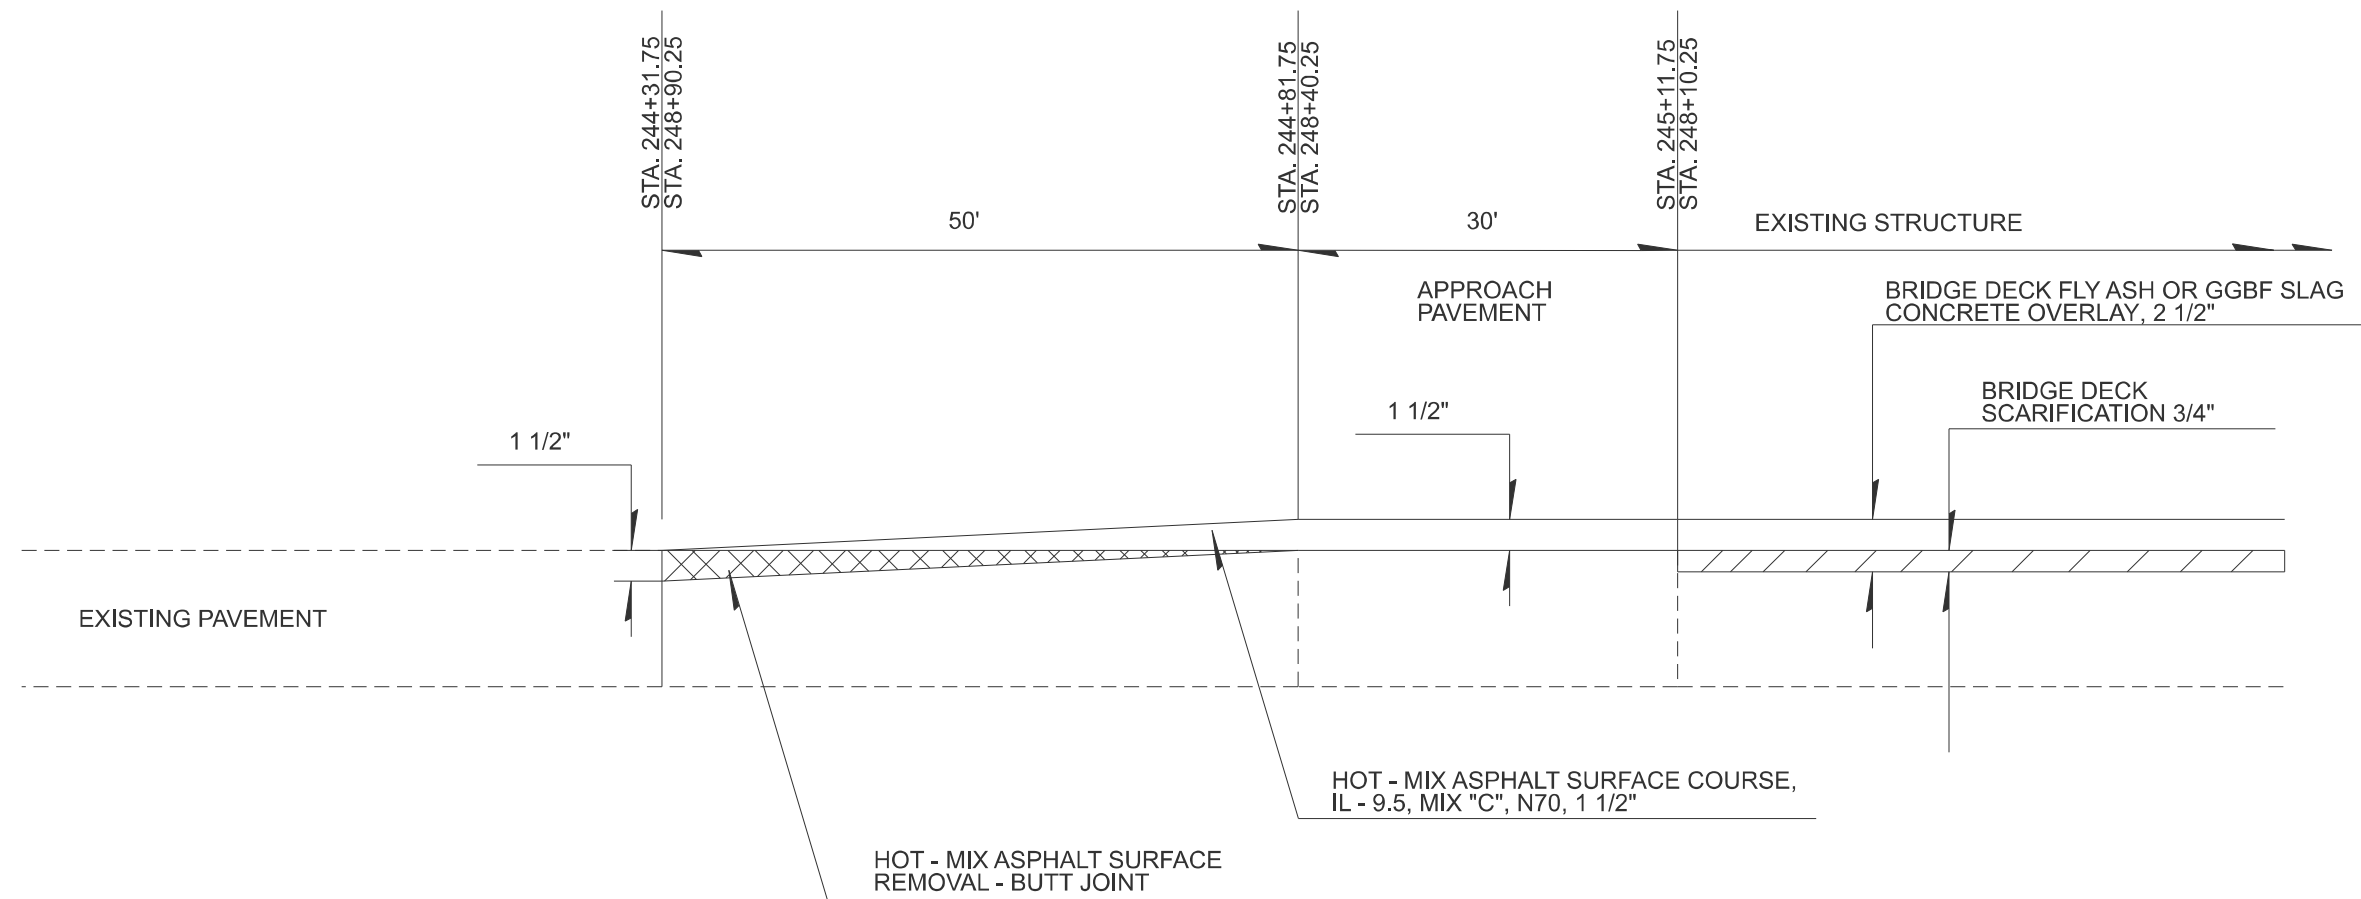 STA. 244+31.75
STA. 248+90.25
STA. 244+81.75
STA. 248+40.25
STA. 245+11.75
STA. 248+10.25
50'
30'
EXISTING STRUCTURE
APPROACH
PAVEMENT
BRIDGE DECK FLY ASH OR GGBF SLAG
CONCRETE OVERLAY, 2 1/2"
BRIDGE DECK
SCARIFICATION 3/4"
1 1/2"
1 1/2"
EXISTING PAVEMENT
HOT - MIX ASPHALT SURFACE COURSE,
IL - 9.5, MIX "C", N70, 1 1/2"
HOT - MIX ASPHALT SURFACE
REMOVAL - BUTT JOINT